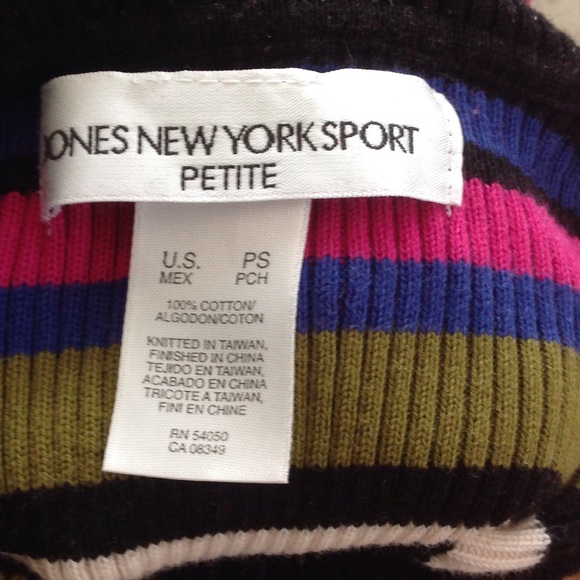 JONES NEW YORK SPORT
PETITE
U.S. PS
MEX PCH
100% COTTON/
ALGODON/COTON
KNITTED IN TAIWAN,
FINISHED IN CHINA
TEJIDO EN TAIWAN,
ACABADO EN CHINA
TRICOTE A TAIWAN,
FINI EN CHINE
RN 54050
CA 08349